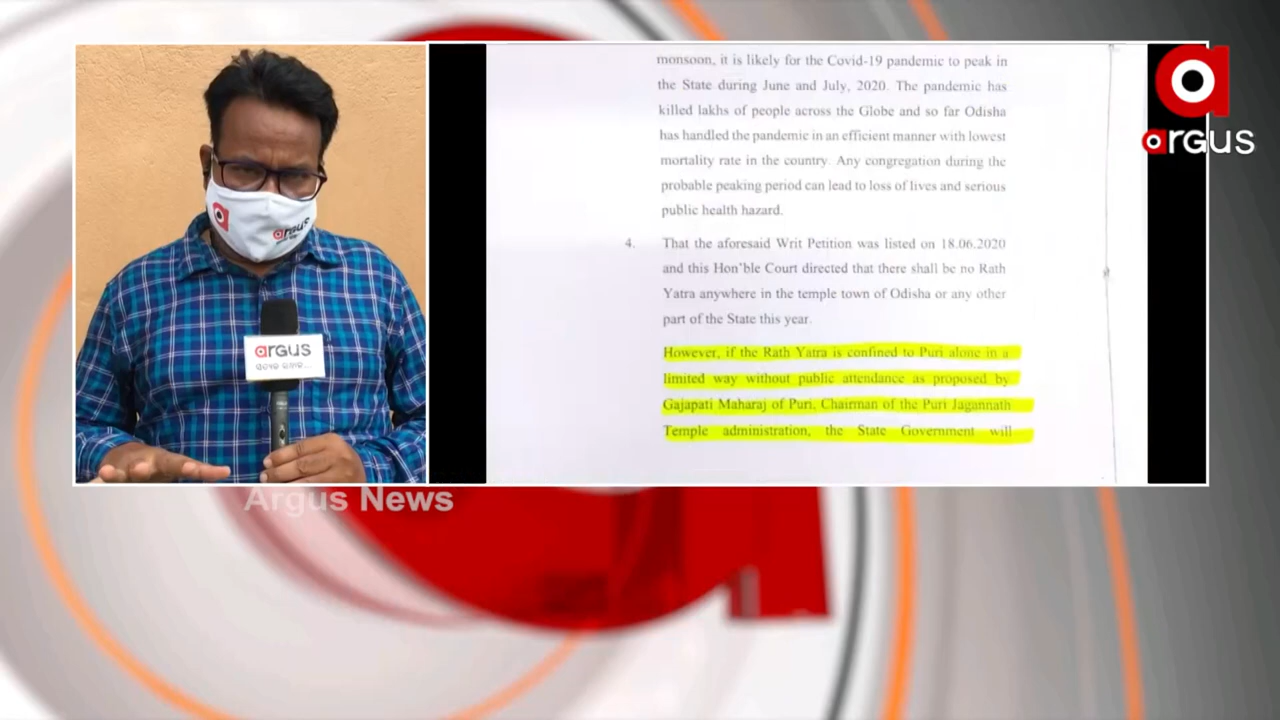 monsoon, it is likely for the Covid-19 pandemic to peak in
the State during June and July, 2020. The pandemic has
killed lakhs of people across the Globe and so far Odisha
has handled the pandemic in an efficient manner with lowest
mortality rate in the country. Any congregation during the
probable peaking period can lead to loss of lives and serious
public health hazard.
4. That the aforesaid Writ Petition was listed on 18.06.2020
and this Hon'ble Court directed that there shall be no Rath
Yatra anywhere in the temple town of Odisha or any other
part of the State this year.
However, if the Rath Yatra is confined to Puri alone in a
limited way without public attendance as proposed by
Gajapati Maharaj of Puri, Chairman of the Puri Jagannath
Temple administration, the State Government will
argus
argus
argus
Argus News